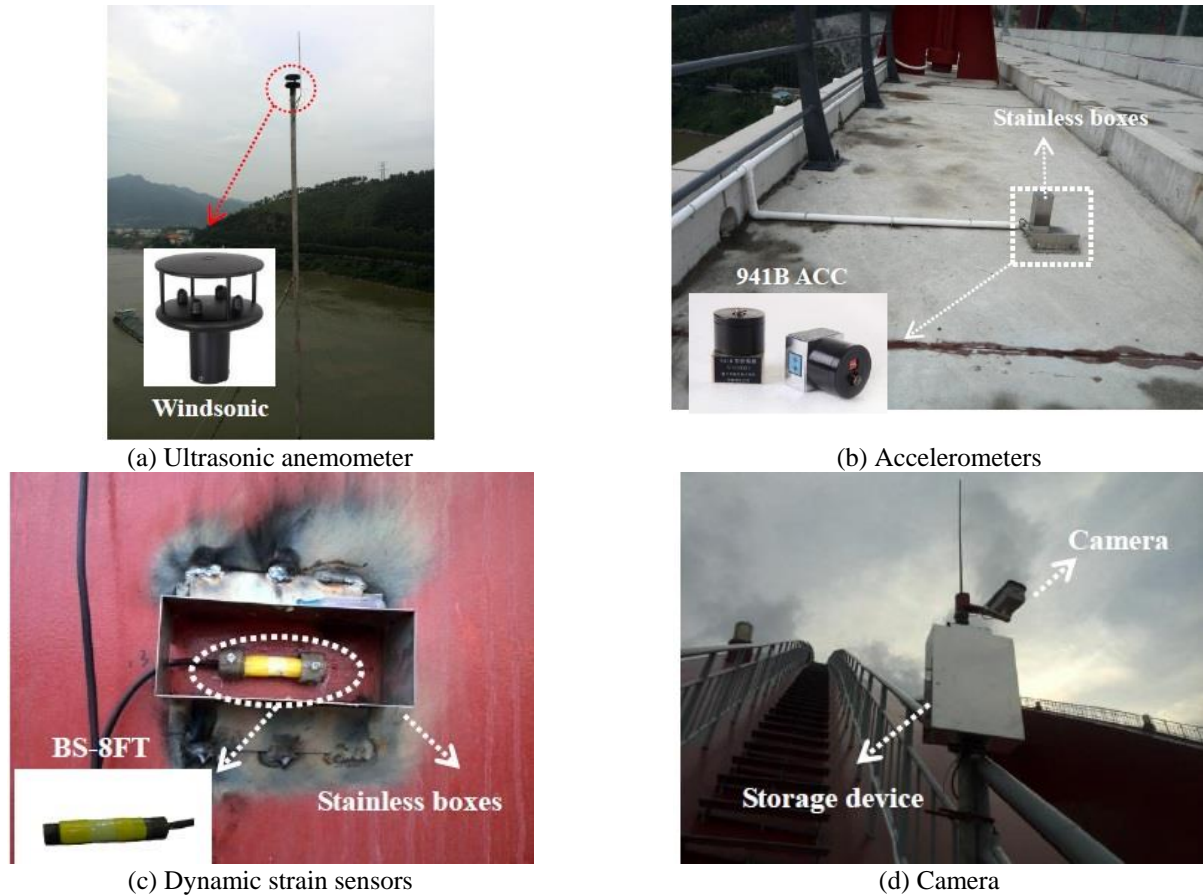 Windsonic
(a) Ultrasonic anemometer
Stainless boxes
941B ACC
(b) Accelerometers
BS-8FT
Stainless boxes
(c) Dynamic strain sensors
Camera
Storage device
(d) Camera